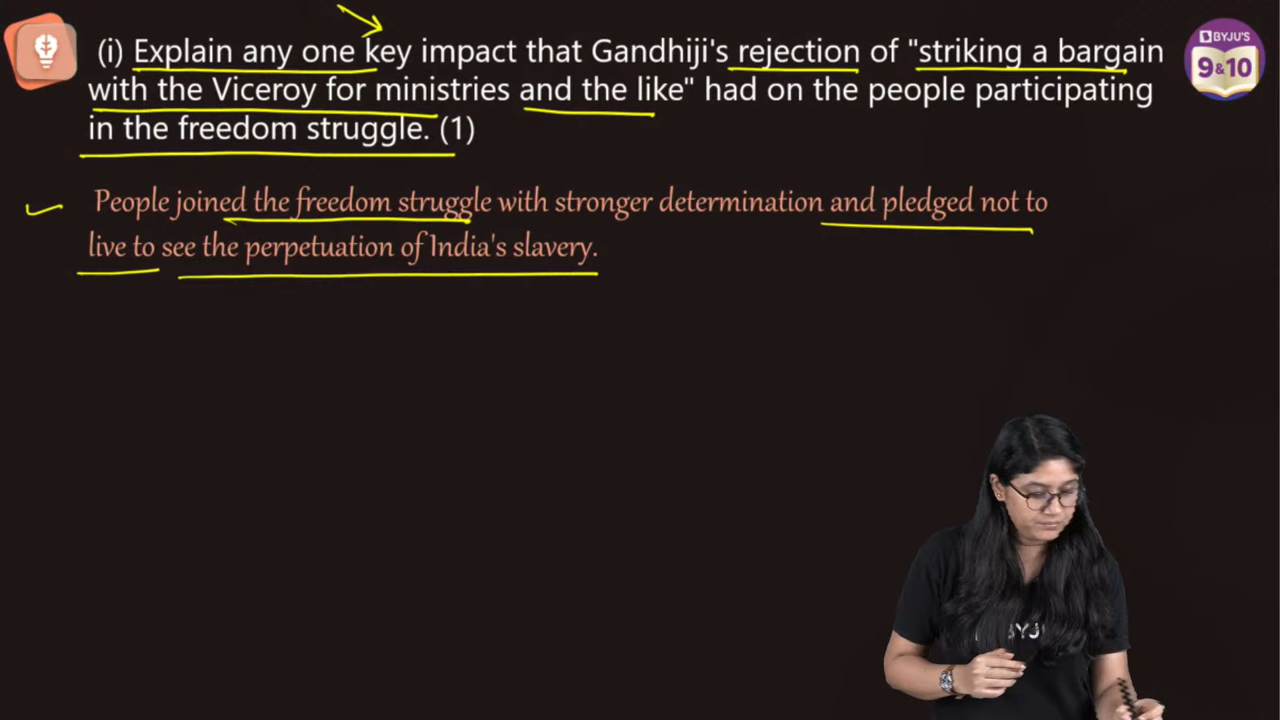 (i) Explain any one key impact that Gandhiji's rejection of "striking a bargain
with the Viceroy for ministries and the like" had on the people participating
in the freedom struggle. (1)
BYJU'S
9&10
People joined the freedom struggle with stronger determination and pledged not to
live to see the perpetuation of India's slavery.
BYJU